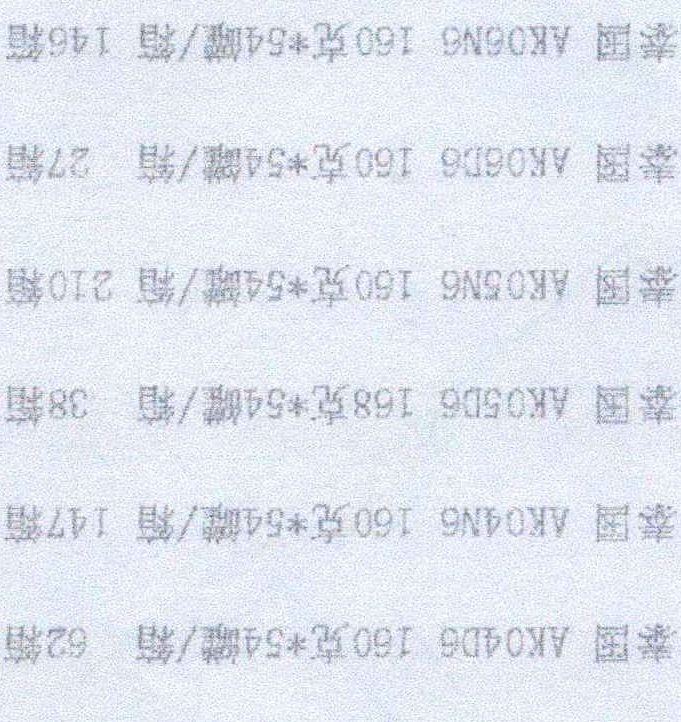 泰国 AK04D6 160克*54罐/箱 62箱
泰国 AK04N6 160克*54罐/箱 147箱
泰国 AK05D6 168克*54罐/箱 38箱
泰国 AK05N6 160克*54罐/箱 210箱
泰国 AK06D6 160克*54罐/箱 27箱
泰国 AK06N6 160克*54罐/箱 146箱